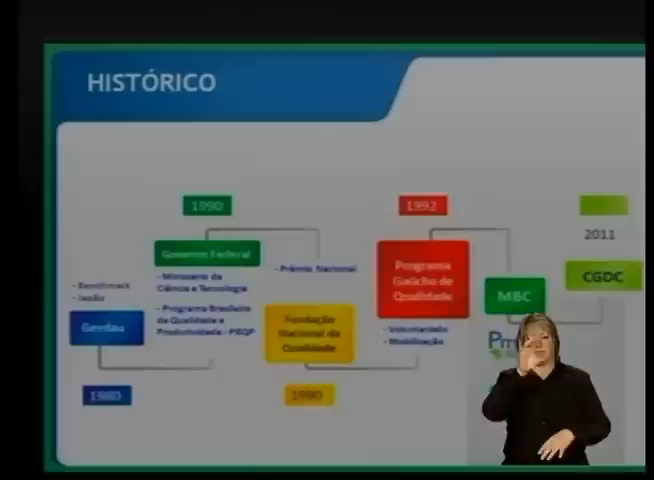 HISTÓRICO
1990
1992
2011
Governo Federal
- Prêmio Nacional
Programa
Gaúcho da
Qualidade
CGDC
- Ministério da
Ciência e Tecnologia
- Benchmark
- Japão
MBC
- Programa Brasileiro
da Qualidade e
Produtividade - PBQP
Gerdau
Fundação
Nacional da
Qualidade
- Voluntariado
- Mobilização
1980
1990